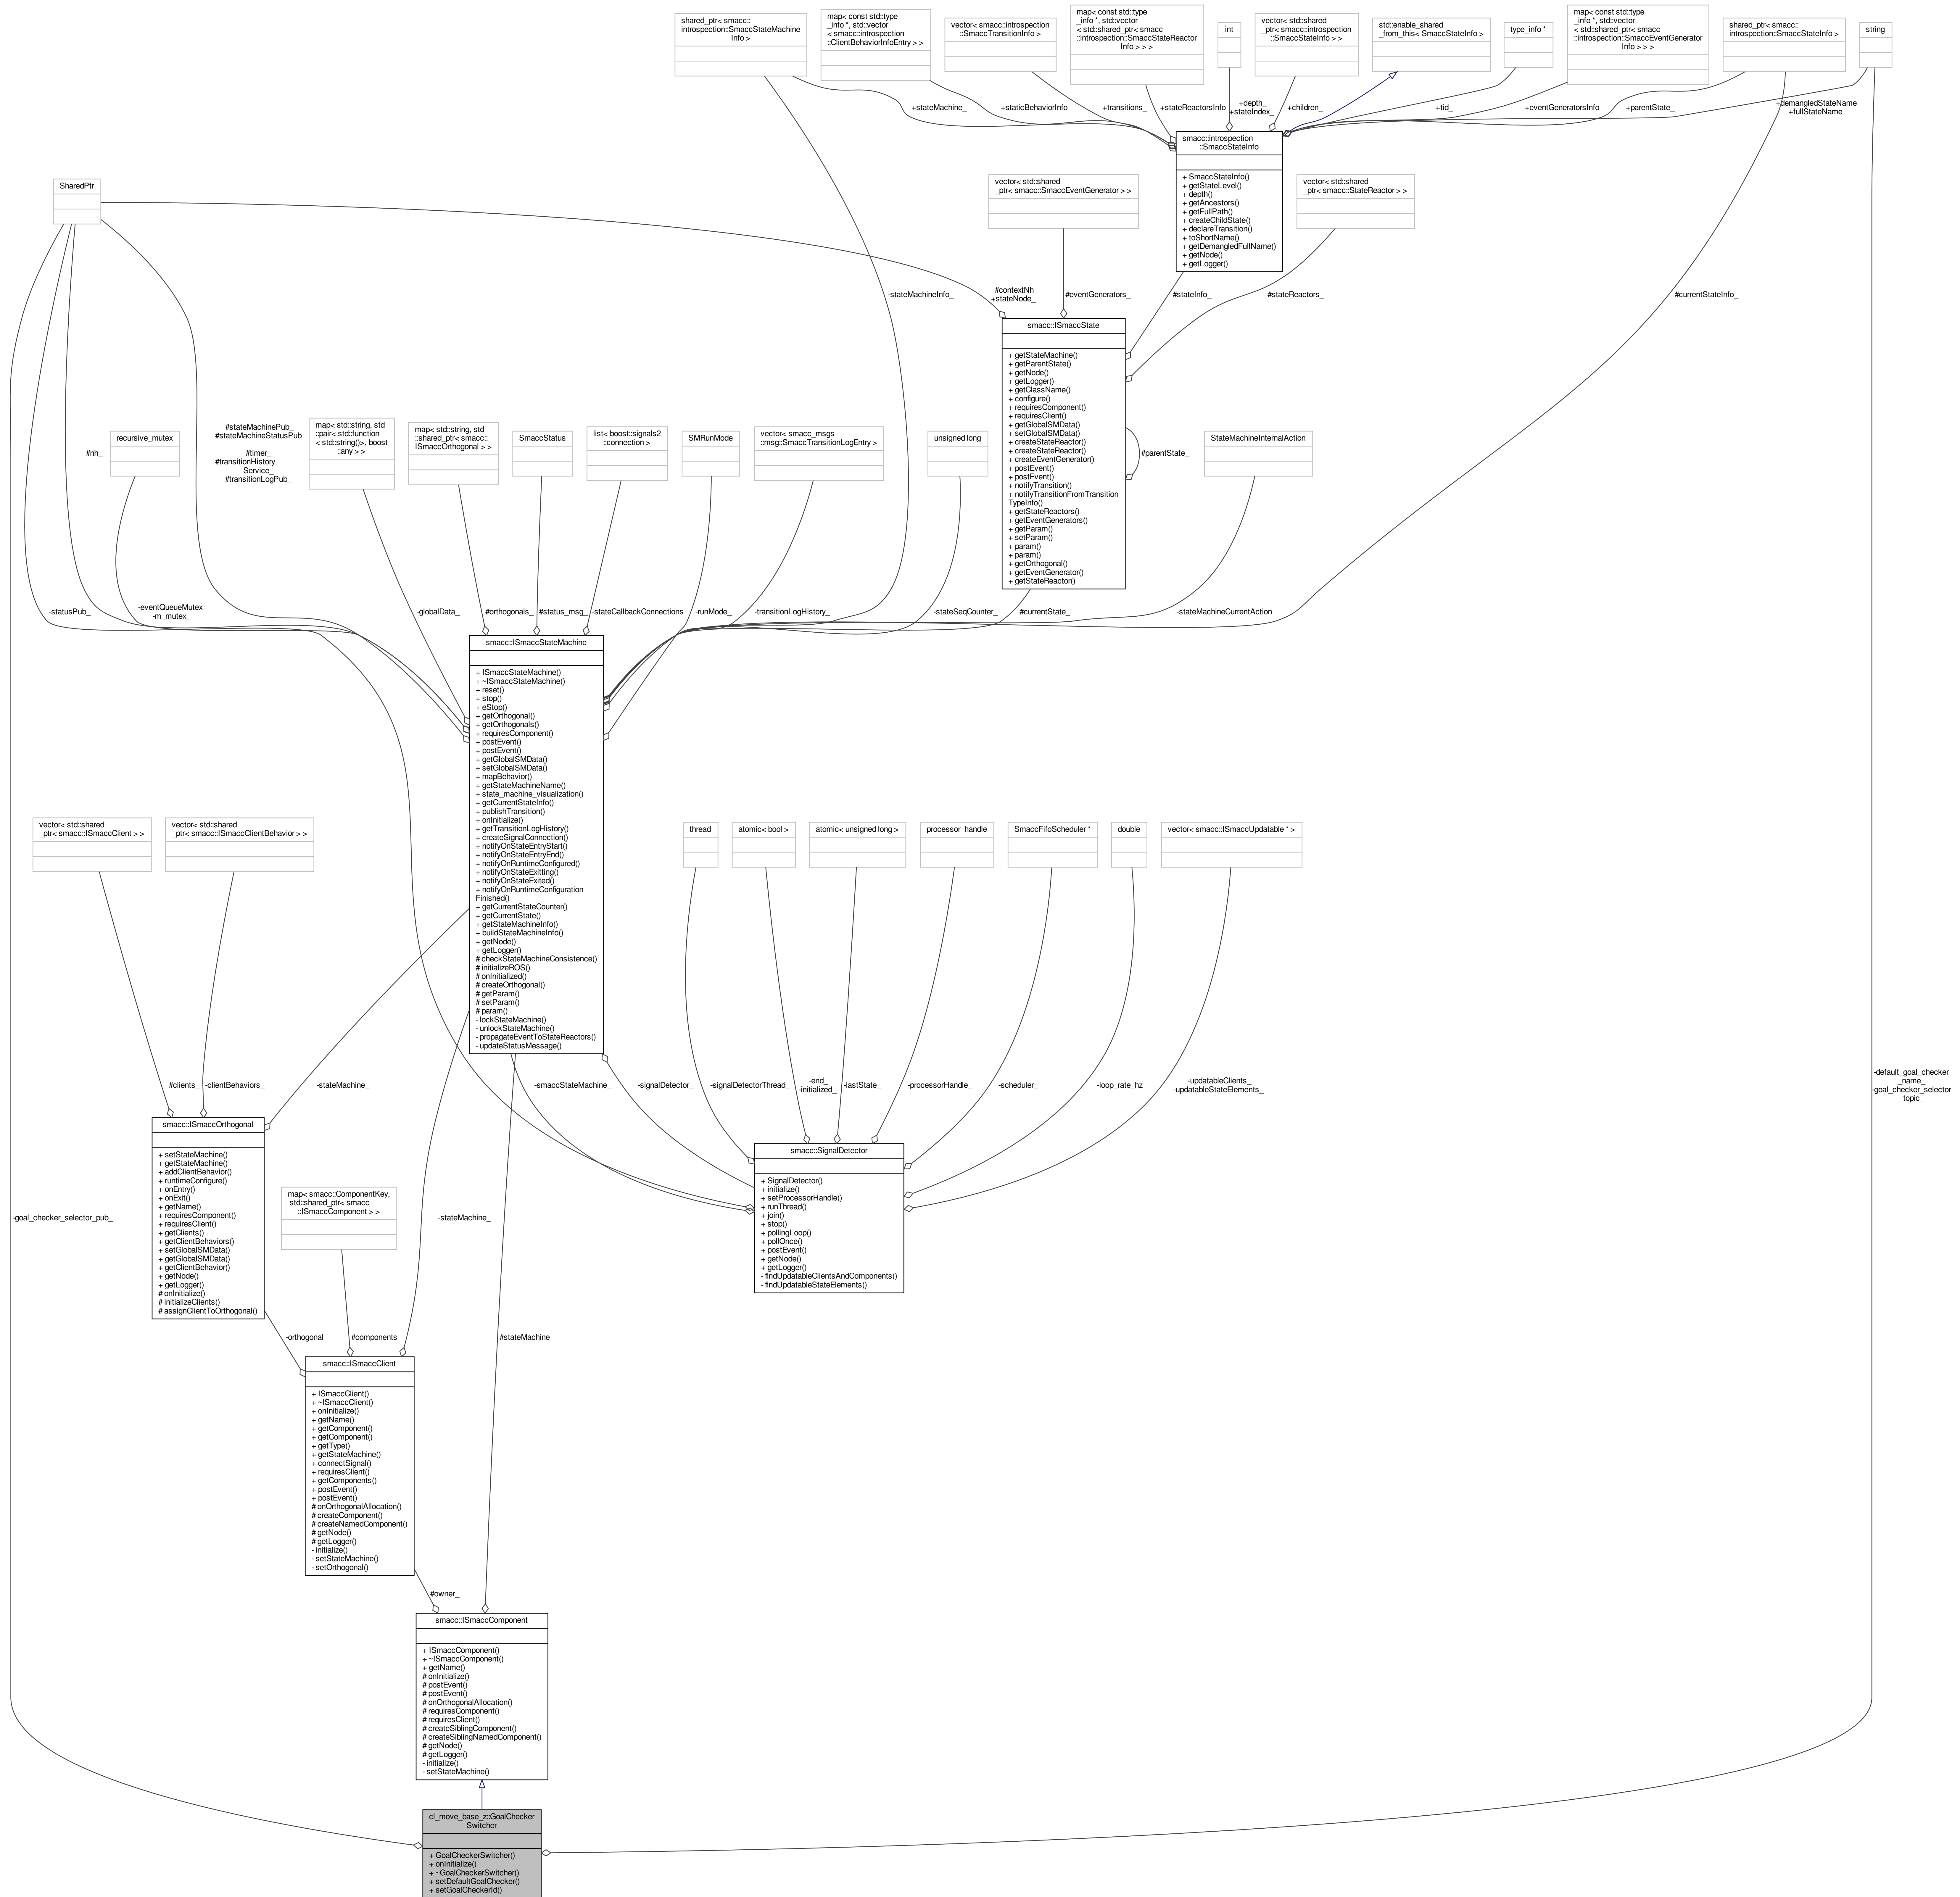 shared_ptr< smacc::
introspection::SmaccStateMachine
Info >
map< const std::type
_info *, std::vector
< smacc::introspection
::ClientBehaviorInfoEntry > >
vector< smacc::introspection
::SmaccTransitionInfo >
map< const std::type
_info *, std::vector
< std::shared_ptr< smacc
::introspection::SmaccStateReactor
Info > > >
int
vector< std::shared
_ptr< smacc::introspection
::SmaccStateInfo > >
std::enable_shared
_from_this< SmaccStateInfo >
type_info *
map< const std::type
_info *, std::vector
< std::shared_ptr< smacc
::introspection::SmaccEventGenerator
Info > > >
shared_ptr< smacc::
introspection::SmaccStateInfo >
string
+stateMachine_
+staticBehaviorInfo
+transitions_
+stateReactorsInfo
+depth_
+stateIndex_
+children_
+tid_
+eventGeneratorsInfo
+parentState_
+demangledStateName
+fullStateName
smacc::introspection
::SmaccStateInfo
+ SmaccStateInfo()
+ getStateLevel()
+ depth()
+ getAncestors()
+ getFullPath()
+ createChildState()
+ declareTransition()
+ toShortName()
+ getDemangledFullName()
+ getNode()
+ getLogger()
SharedPtr
vector< std::shared
_ptr< smacc::SmaccEventGenerator > >
vector< std::shared
_ptr< smacc::StateReactor > >
#contextNh
+stateNode_
#eventGenerators_
#stateInfo_
#stateReactors_
-stateMachineInfo_
#currentStateInfo_
smacc::ISmaccState
+ getStateMachine()
+ getParentState()
+ getNode()
+ getLogger()
+ getClassName()
+ configure()
+ requiresComponent()
+ requiresClient()
+ getGlobalSMData()
+ setGlobalSMData()
+ createStateReactor()
+ createStateReactor()
+ createEventGenerator()
+ postEvent()
+ postEvent()
+ notifyTransition()
+ notifyTransitionFromTransition
TypeInfo()
+ getStateReactors()
+ getEventGenerators()
+ getParam()
+ setParam()
+ param()
+ param()
+ getOrthogonal()
+ getEventGenerator()
+ getStateReactor()
#parentState_
#nh_
recursive_mutex
#stateMachinePub_
#stateMachineStatusPub
_
#timer_
#transitionHistory
Service_
#transitionLogPub_
map< std::string, std
::pair< std::function
< std::string()>, boost
::any > >
map< std::string, std
::shared_ptr< smacc::
ISmaccOrthogonal > >
SmaccStatus
list< boost::signals2
::connection >
SMRunMode
vector< smacc_msgs
::msg::SmaccTransitionLogEntry >
unsigned long
StateMachineInternalAction
-statusPub_
-eventQueueMutex_
-m_mutex_
-globalData_
#orthogonals_
#status_msg_
-stateCallbackConnections
-runMode_
-transitionLogHistory_
-stateSeqCounter_
#currentState_
-stateMachineCurrentAction
smacc::ISmaccStateMachine
+ ISmaccStateMachine()
+ ~ISmaccStateMachine()
+ reset()
+ stop()
+ eStop()
+ getOrthogonal()
+ getOrthogonals()
+ requiresComponent()
+ postEvent()
+ postEvent()
+ getGlobalSMData()
+ setGlobalSMData()
+ mapBehavior()
+ getStateMachineName()
+ state_machine_visualization()
+ getCurrentStateInfo()
+ publishTransition()
+ onInitialize()
+ getTransitionLogHistory()
+ createSignalConnection()
+ notifyOnStateEntryStart()
+ notifyOnStateEntryEnd()
+ notifyOnRuntimeConfigured()
+ notifyOnStateExitting()
+ notifyOnStateExited()
+ notifyOnRuntimeConfiguration
Finished()
+ getCurrentStateCounter()
+ getCurrentState()
+ getStateMachineInfo()
+ buildStateMachineInfo()
+ getNode()
+ getLogger()
# checkStateMachineConsistence()
# initializeROS()
# onInitialized()
# createOrthogonal()
# getParam()
# setParam()
# param()
- lockStateMachine()
- unlockStateMachine()
- propagateEventToStateReactors()
- updateStatusMessage()
vector< std::shared
_ptr< smacc::ISmaccClient > >
vector< std::shared
_ptr< smacc::ISmaccClientBehavior > >
thread
atomic< bool >
atomic< unsigned long >
processor_handle
SmaccFifoScheduler *
double
vector< smacc::ISmaccUpdatable * >
#clients_
-clientBehaviors_
-stateMachine_
-smaccStateMachine_
-signalDetector_
-signalDetectorThread_
-end_
-initialized_
-lastState_
-processorHandle_
-scheduler_
-loop_rate_hz
-updatableClients_
-updatableStateElements_
-default_goal_checker
_name_
-goal_checker_selector
_topic_
smacc::ISmaccOrthogonal
+ setStateMachine()
+ getStateMachine()
+ addClientBehavior()
+ runtimeConfigure()
+ onEntry()
+ onExit()
+ getName()
+ requiresComponent()
+ requiresClient()
+ getClients()
+ getClientBehaviors()
+ setGlobalSMData()
+ getGlobalSMData()
+ getClientBehavior()
+ getNode()
+ getLogger()
# onInitialize()
# initializeClients()
# assignClientToOrthogonal()
smacc::SignalDetector
+ SignalDetector()
+ initialize()
+ setProcessorHandle()
+ runThread()
+ join()
+ stop()
+ pollingLoop()
+ pollOnce()
+ postEvent()
+ getNode()
+ getLogger()
- findUpdatableClientsAndComponents()
- findUpdatableStateElements()
map< smacc::ComponentKey,
std::shared_ptr< smacc
::ISmaccComponent > >
-goal_checker_selector_pub_
-stateMachine_
-orthogonal_
#components_
#stateMachine_
smacc::ISmaccClient
+ ISmaccClient()
+ ~ISmaccClient()
+ onInitialize()
+ getName()
+ getComponent()
+ getComponent()
+ getType()
+ getStateMachine()
+ connectSignal()
+ requiresClient()
+ getComponents()
+ postEvent()
+ postEvent()
# onOrthogonalAllocation()
# createComponent()
# createNamedComponent()
# getNode()
# getLogger()
- initialize()
- setStateMachine()
- setOrthogonal()
#owner_
smacc::ISmaccComponent
+ ISmaccComponent()
+ ~ISmaccComponent()
+ getName()
# onInitialize()
# postEvent()
# postEvent()
# onOrthogonalAllocation()
# requiresComponent()
# requiresClient()
# createSiblingComponent()
# createSiblingNamedComponent()
# getNode()
# getLogger()
- initialize()
- setStateMachine()
cl_move_base_z::GoalChecker
Switcher
+ GoalCheckerSwitcher()
+ onInitialize()
+ ~GoalCheckerSwitcher()
+ setDefaultGoalChecker()
+ setGoalCheckerId()